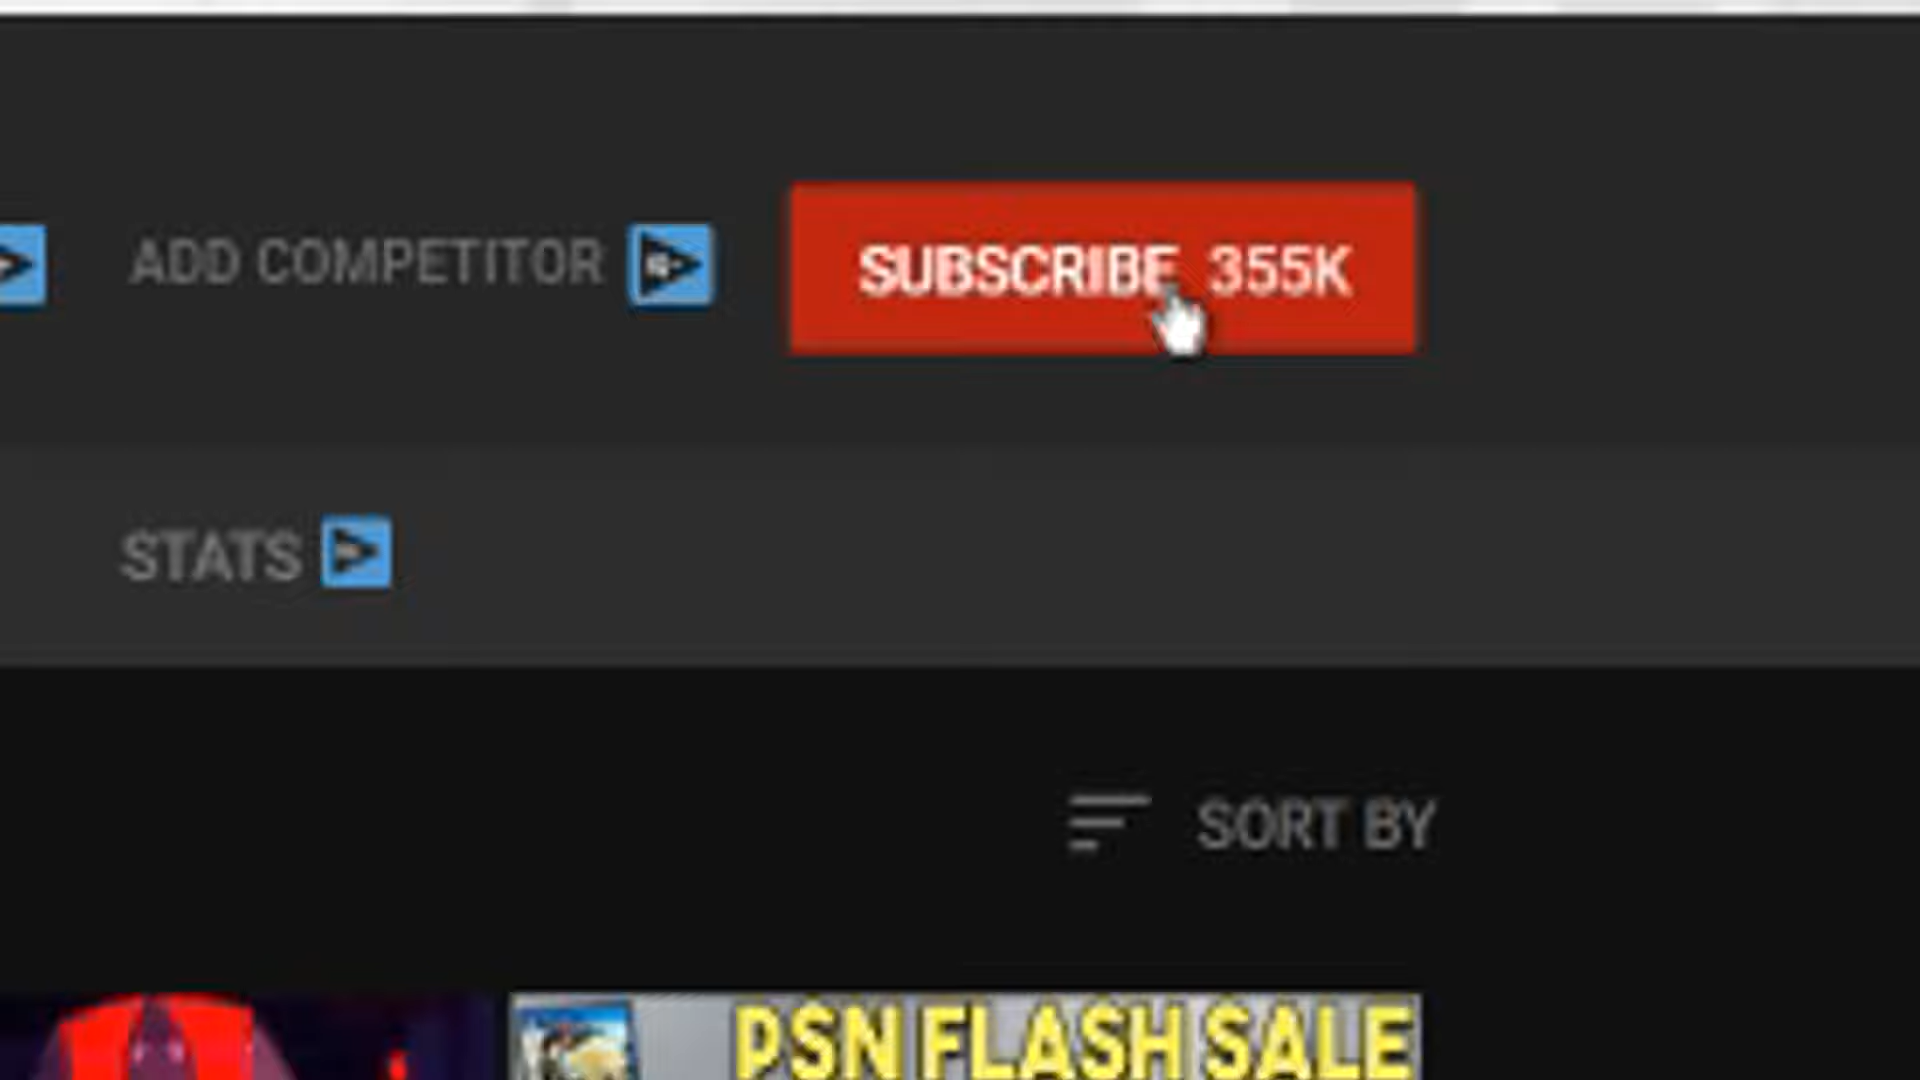 ADD COMPETITOR
SUBSCRIBE 355K
STATS
SORT BY
PSN FLASH SALE